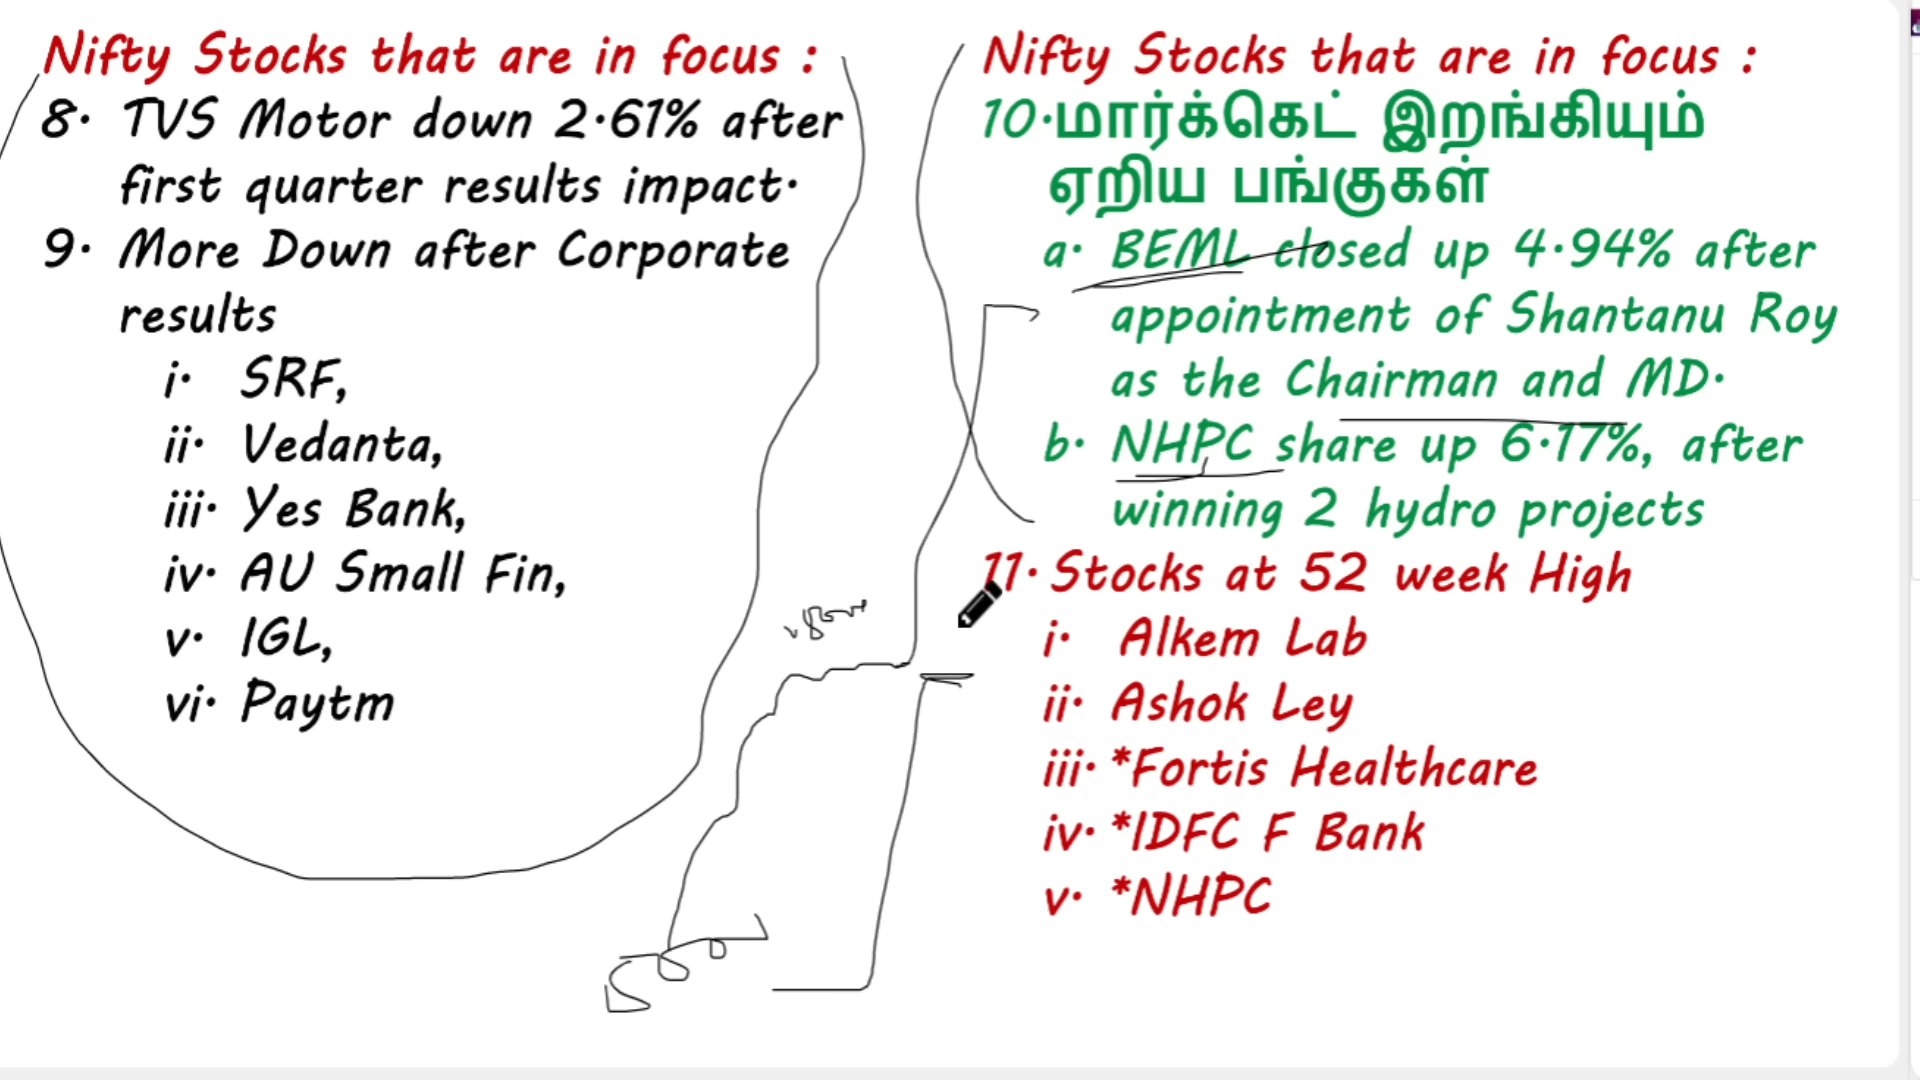 Nifty Stocks that are in focus :
8. TVS Motor down 2.61% after
first quarter results impact.
9. More Down after Corporate
results
i. SRF,
ii. Vedanta,
iii. Yes Bank,
iv. AU Small Fin,
v. IGL,
vi. Paytm
Nifty Stocks that are in focus :
10.மார்க்கெட் இறங்கியும்
ஏறிய பங்குகள்
a. BEML closed up 4.94% after
appointment of Shantanu Roy
as the Chairman and MD.
b. NHPC share up 6.17%, after
winning 2 hydro projects
11. Stocks at 52 week High
i. Alkem Lab
ii. Ashok Ley
iii. *Fortis Healthcare
iv. *IDFC F Bank
v. *NHPC